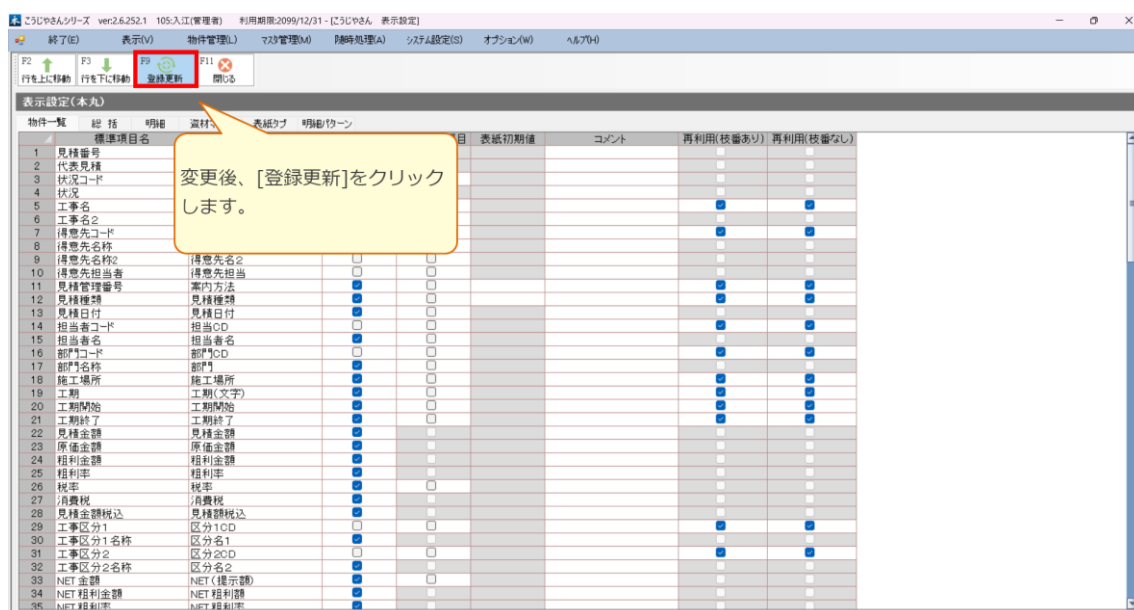 こうじやさんシリーズ ver:2.6.252.1 105:入江(管理者) 利用期限:2099/12/31 - [こうじやさん 表示設定]
終了(E) 表示(V) 物件管理(L) マスタ管理(M) 随時処理(A) システム設定(S) オプション(W) ヘルプ(H)
F2 F3 F9 F11
行を上に移動 行を下に移動 登録更新 閉じる
表示設定(本丸)
物件一覧 総 括 明細 資材マ 表紙タブ 明細パターン
標準項目名 目 表紙初期値 コメント 再利用(枝番あり) 再利用(枝番なし)
変更後、[登録更新]をクリック
します。
1 見積番号
2 代表見積
3 状況コード
4 状況
5 工事名
6 工事名2
7 得意先コード
8 得意先名称
9 得意先名称2 得意先名2
10 得意先担当者 得意先担当
11 見積管理番号 案内方法
12 見積種類 見積種類
13 見積日付 見積日付
14 担当者コード 担当CD
15 担当者名 担当者名
16 部門コード 部門CD
17 部門名称 部門
18 施工場所 施工場所
19 工期 工期(文字)
20 工期開始 工期開始
21 工期終了 工期終了
22 見積金額 見積金額
23 原価金額 原価金額
24 粗利金額 粗利金額
25 粗利率 粗利率
26 税率 税率
27 消費税 消費税
28 見積金額税込 見積額税込
29 工事区分1 区分1CD
30 工事区分1名称 区分名1
31 工事区分2 区分2CD
32 工事区分2名称 区分名2
33 NET金額 NET(提示額)
34 NET粗利金額 NET粗利額
35 NET粗利率 NET粗利率